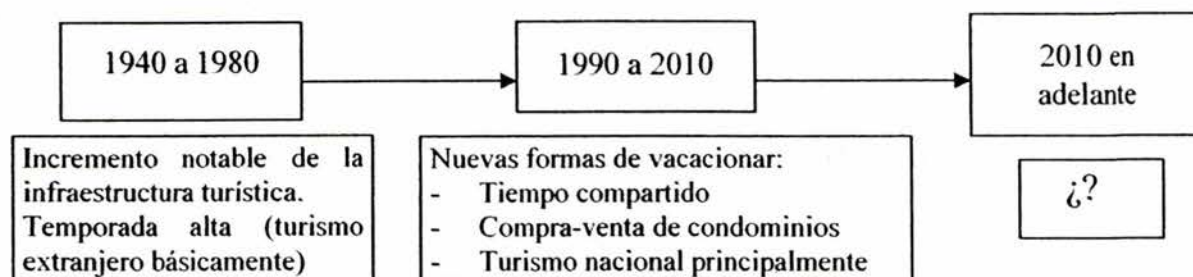 1940 a 1980
1990 a 2010
2010 en
adelante
Incremento notable de la
infraestructura turística.
Temporada alta (turismo
extranjero básicamente)
Nuevas formas de vacacionar:
- Tiempo compartido
- Compra-venta de condominios
- Turismo nacional principalmente
¿?